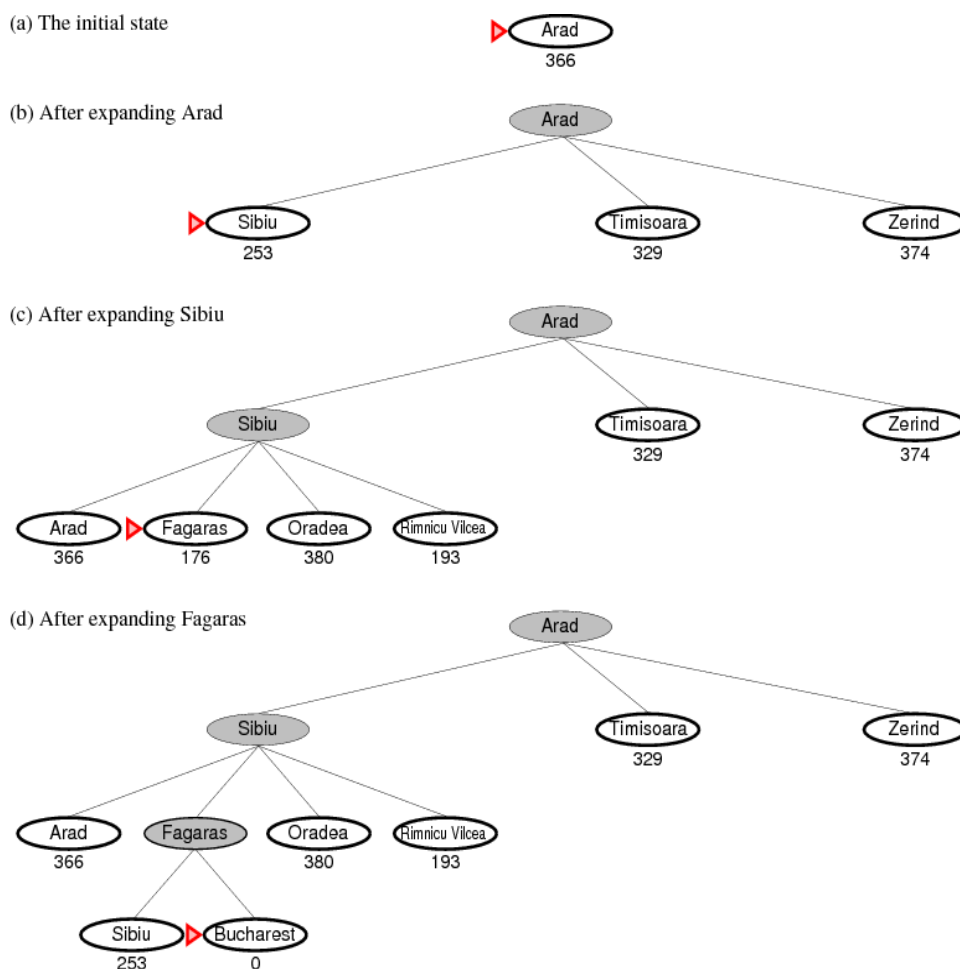 (a) The initial state
Arad
366
(b) After expanding Arad
Arad
Sibiu
Timisoara
Zerind
253
329
374
(c) After expanding Sibiu
Arad
Sibiu
Timisoara
Zerind
329
374
Arad
Fagaras
Oradea
Rimnicu Vilcea
366
176
380
193
(d) After expanding Fagaras
Arad
Sibiu
Timisoara
Zerind
329
374
Arad
Fagaras
Oradea
Rimnicu Vilcea
366
380
193
Sibiu
Bucharest
253
0